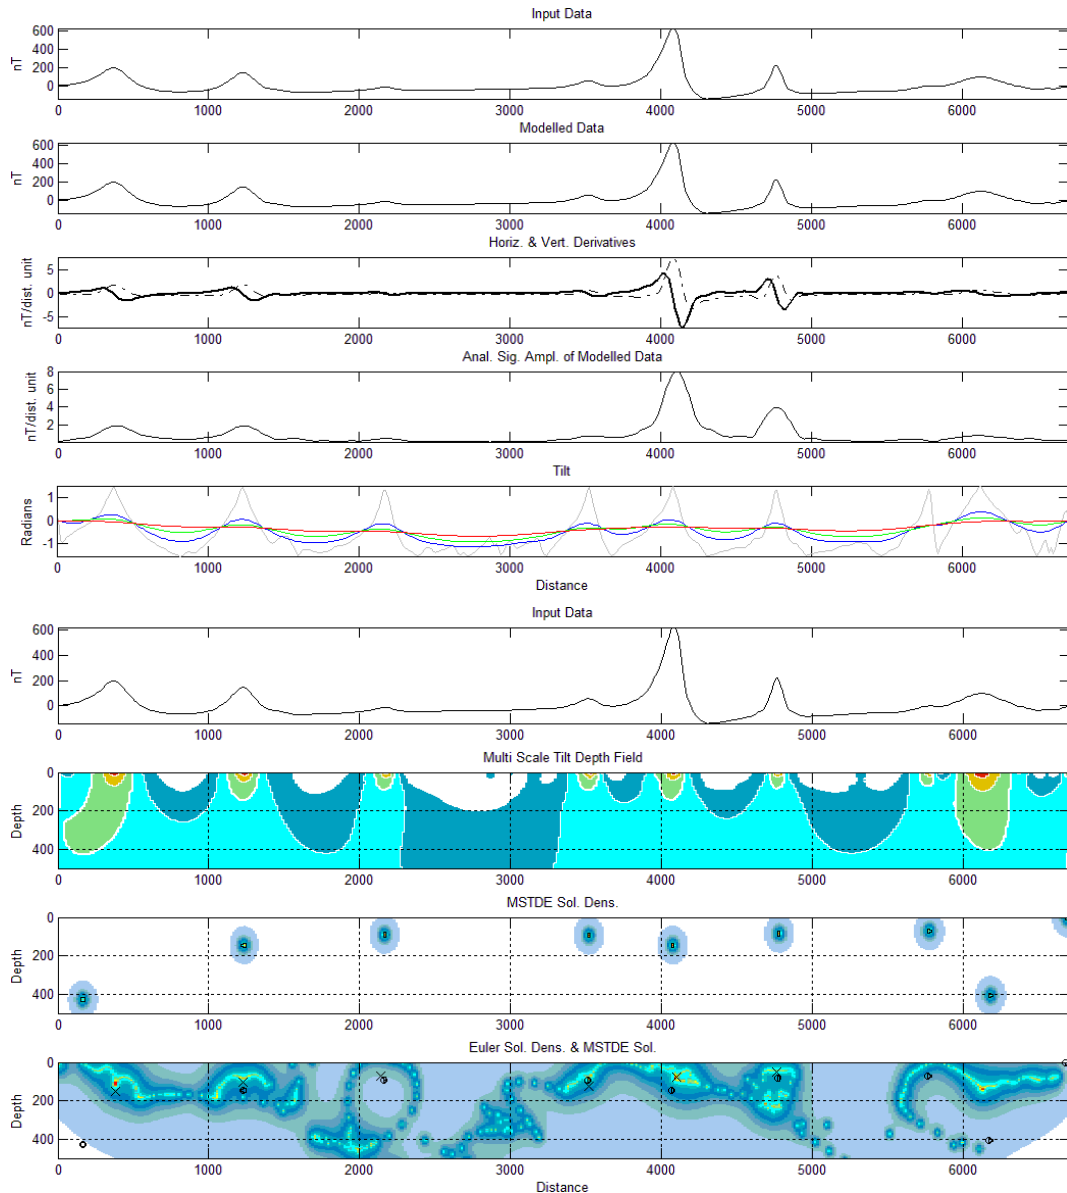 Input Data
600
400
200
0
nT
0 1000 2000 3000 4000 5000 6000
Modelled Data
600
400
200
0
nT
0 1000 2000 3000 4000 5000 6000
Horiz. & Vert. Derivatives
5
0
-5
nT/dist. unit
0 1000 2000 3000 4000 5000 6000
Anal. Sig. Ampl. of Modelled Data
8
6
4
2
nT/dist. unit
0 1000 2000 3000 4000 5000 6000
Tilt
1
0
-1
Radians
0 1000 2000 3000 4000 5000 6000
Distance
Input Data
600
400
200
0
nT
0 1000 2000 3000 4000 5000 6000
Multi Scale Tilt Depth Field
0
200
400
Depth
0 1000 2000 3000 4000 5000 6000
MSTDE Sol. Dens.
0
200
400
Depth
0 1000 2000 3000 4000 5000 6000
Euler Sol. Dens. & MSTDE Sol.
0
200
400
Depth
0 1000 2000 3000 4000 5000 6000
Distance